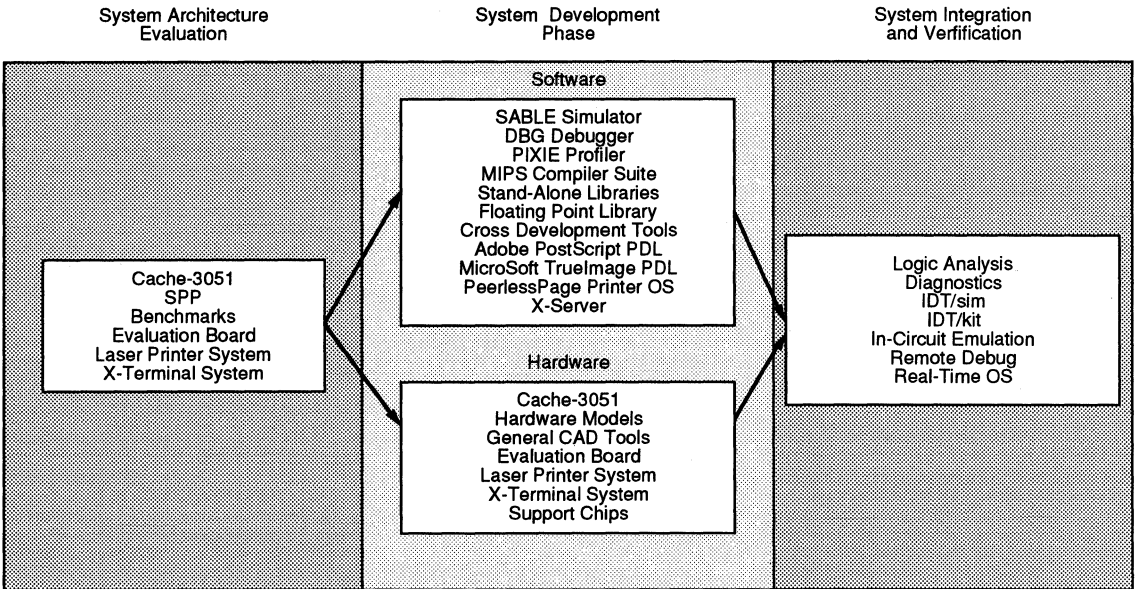 System Architecture
Evaluation
System Development
Phase
System Integration
and Verfification
Software
SABLE Simulator
DBG Debugger
PIXIE Profiler
MIPS Compiler Suite
Stand-Alone Libraries
Floating Point Library
Cross Development Tools
Adobe PostScript PDL
MicroSoft TrueImage PDL
PeerlessPage Printer OS
X-Server
Cache-3051
SPP
Benchmarks
Evaluation Board
Laser Printer System
X-Terminal System
Hardware
Cache-3051
Hardware Models
General CAD Tools
Evaluation Board
Laser Printer System
X-Terminal System
Support Chips
Logic Analysis
Diagnostics
IDT/sim
IDT/kit
In-Circuit Emulation
Remote Debug
Real-Time OS